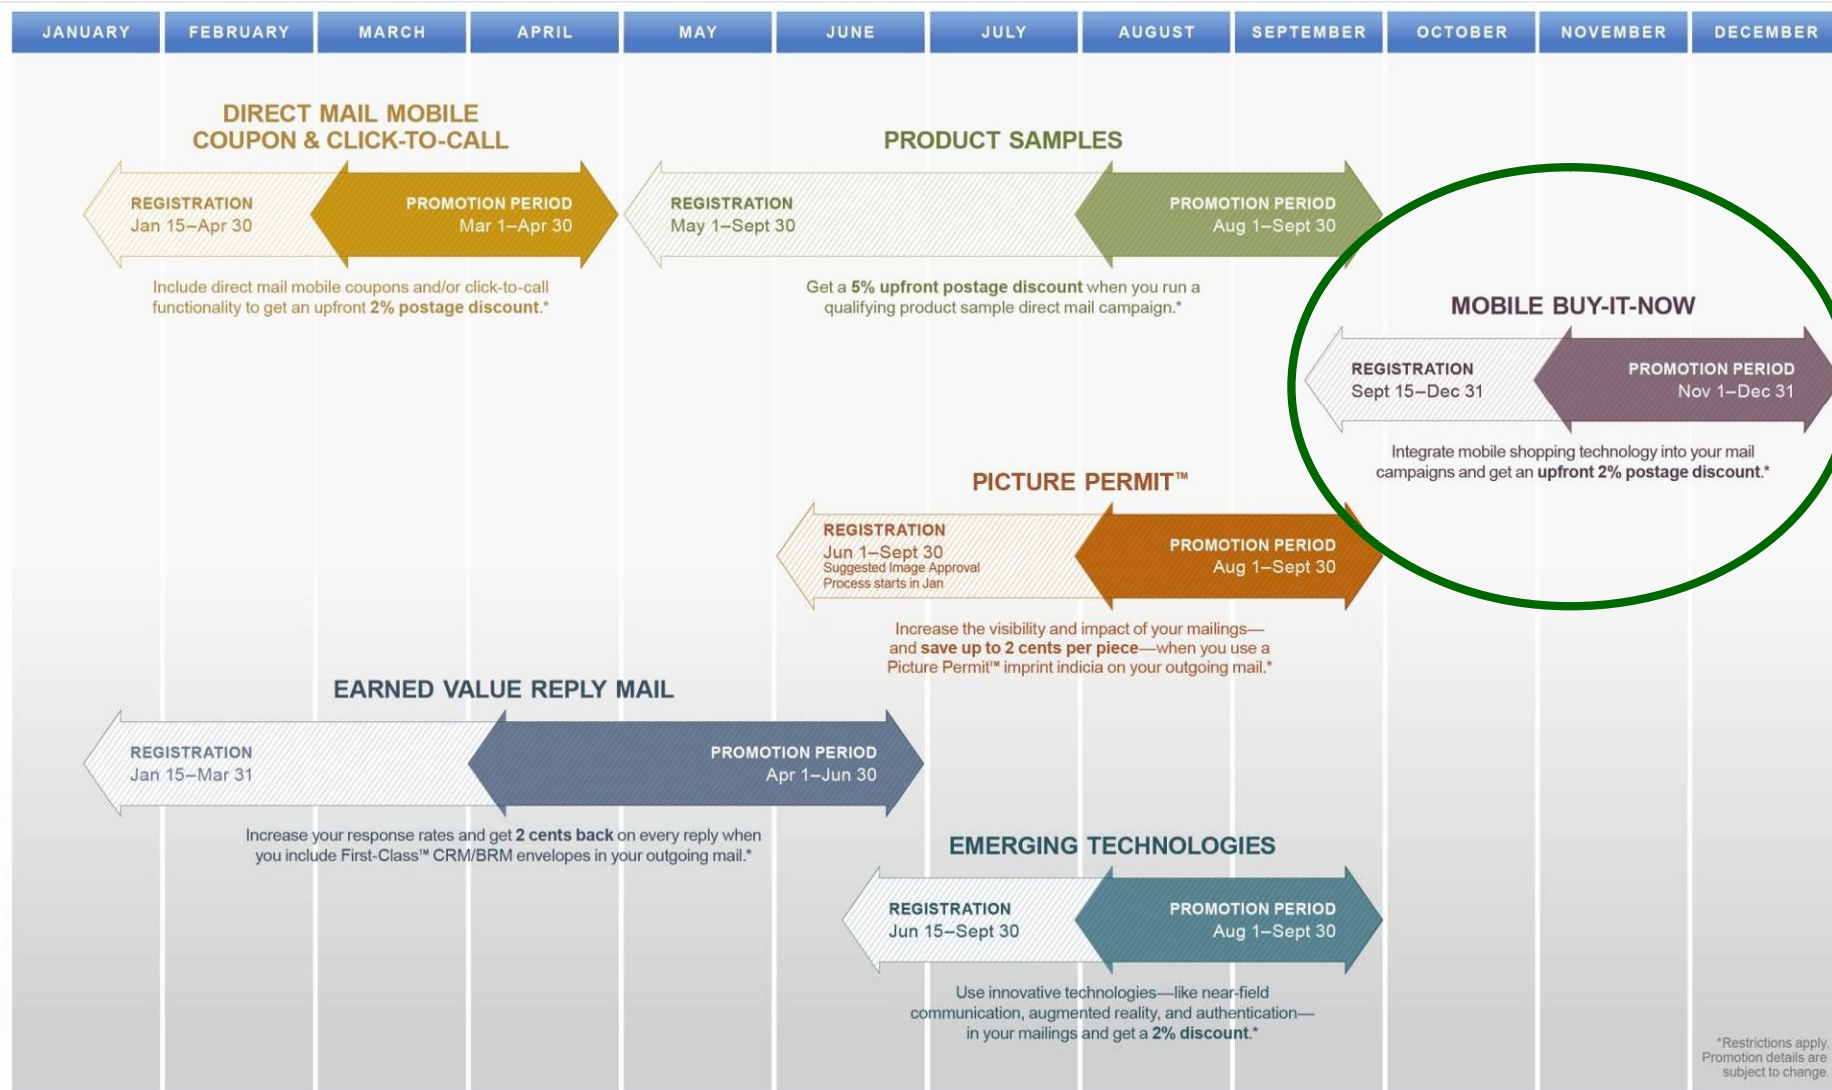 JANUARY
FEBRUARY
MARCH
APRIL
MAY
JUNE
JULY
AUGUST
SEPTEMBER
OCTOBER
NOVEMBER
DECEMBER
DIRECT MAIL MOBILE
COUPON & CLICK-TO-CALL
REGISTRATION
Jan 15–Apr 30
PROMOTION PERIOD
Mar 1–Apr 30
Include direct mail mobile coupons and/or click-to-call
functionality to get an upfront 2% postage discount.*
PRODUCT SAMPLES
REGISTRATION
May 1–Sept 30
PROMOTION PERIOD
Aug 1–Sept 30
Get a 5% upfront postage discount when you run a
qualifying product sample direct mail campaign.*
MOBILE BUY-IT-NOW
REGISTRATION
Sept 15–Dec 31
PROMOTION PERIOD
Nov 1–Dec 31
Integrate mobile shopping technology into your mail
campaigns and get an upfront 2% postage discount.*
PICTURE PERMIT™
REGISTRATION
Jun 1–Sept 30
Suggested Image Approval
Process starts in Jan
PROMOTION PERIOD
Aug 1–Sept 30
Increase the visibility and impact of your mailings—
and save up to 2 cents per piece—when you use a
Picture Permit™ imprint indicia on your outgoing mail.*
EARNED VALUE REPLY MAIL
REGISTRATION
Jan 15–Mar 31
PROMOTION PERIOD
Apr 1–Jun 30
Increase your response rates and get 2 cents back on every reply when
you include First-Class™ CRM/BRM envelopes in your outgoing mail.*
EMERGING TECHNOLOGIES
REGISTRATION
Jun 15–Sept 30
PROMOTION PERIOD
Aug 1–Sept 30
Use innovative technologies—like near-field
communication, augmented reality, and authentication—
in your mailings and get a 2% discount.*
*Restrictions apply.
Promotion details are
subject to change.